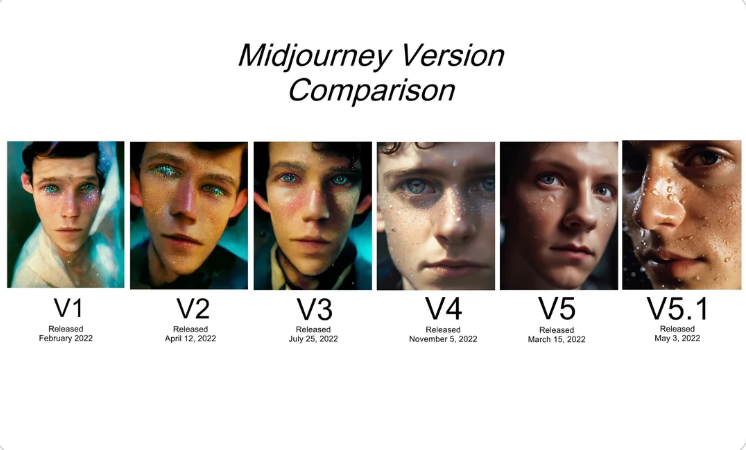 Midjourney Version
Comparison
V1
Released
February 2022
V2
Released
April 12, 2022
V3
Released
July 25, 2022
V4
Released
November 5, 2022
V5
Released
March 15, 2022
V5.1
Released
May 3, 2022